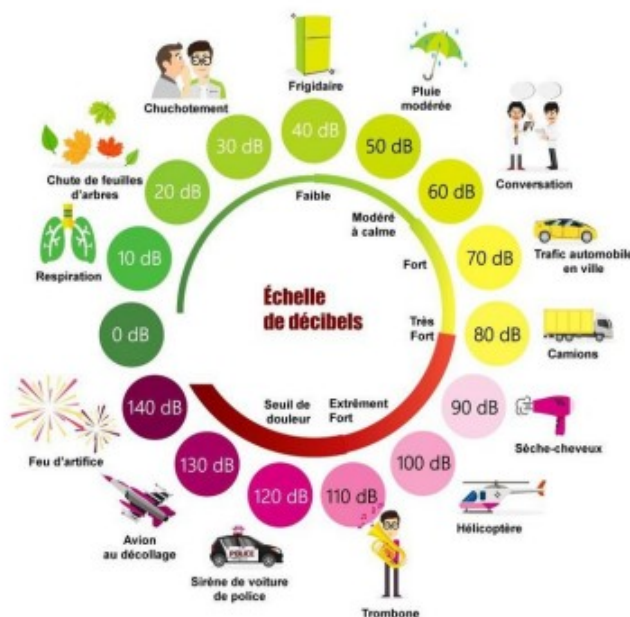 Échelle
de décibels
0 dB
10 dB
Respiration
20 dB
Chute de feuilles
d'arbres
30 dB
Chuchotement
40 dB
Frigidaire
50 dB
Pluie
modérée
60 dB
Conversation
70 dB
Trafic automobile
en ville
80 dB
Camions
90 dB
Sèche-cheveux
100 dB
Hélicoptère
110 dB
Trombone
120 dB
Sirène de voiture
de police
POLICE
130 dB
Avion
au décollage
140 dB
Feu d'artifice
Faible
Modéré
à calme
Fort
Très
Fort
Extrêment
Fort
Seuil de
douleur